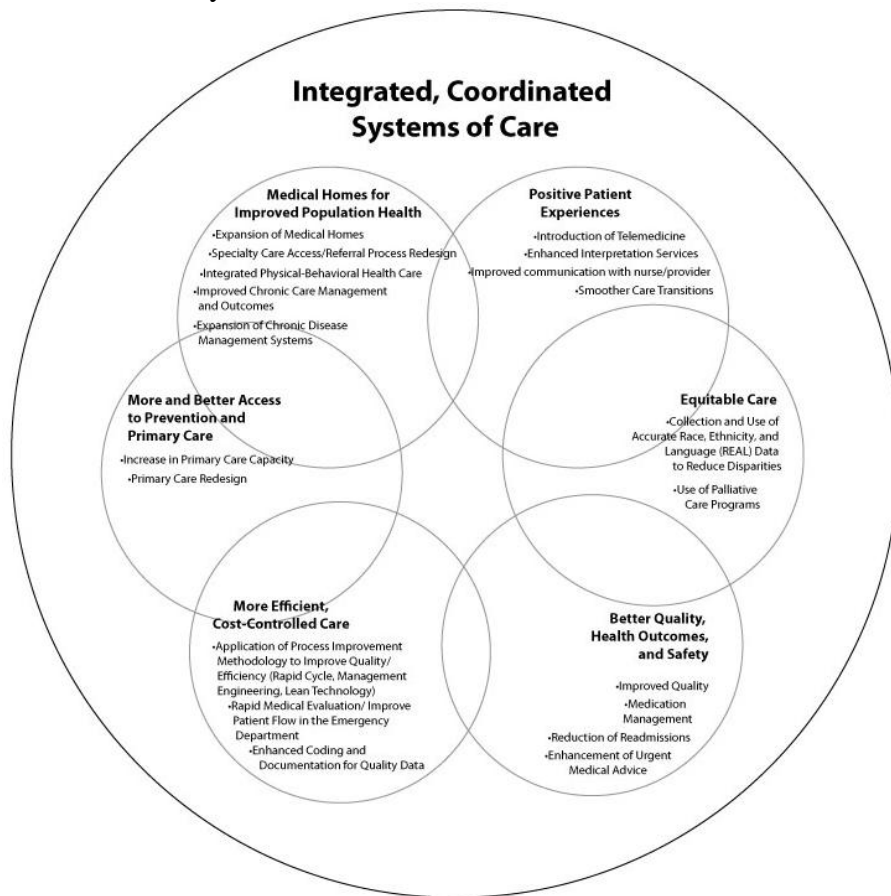 Integrated, Coordinated
Systems of Care
Medical Homes for
Improved Population Health
•Expansion of Medical Homes
•Specialty Care Access/Referral Process Redesign
•Integrated Physical-Behavioral Health Care
•Improved Chronic Care Management
and Outcomes
•Expansion of Chronic Disease
Management Systems
Positive Patient
Experiences
•Introduction of Telemedicine
•Enhanced Interpretation Services
•Improved communication with nurse/provider
•Smoother Care Transitions
More and Better Access
to Prevention and
Primary Care
•Increase in Primary Care Capacity
•Primary Care Redesign
Equitable Care
•Collection and Use of
Accurate Race, Ethnicity, and
Language (REAL) Data
to Reduce Disparities
•Use of Palliative
Care Programs
More Efficient,
Cost-Controlled Care
•Application of Process Improvement
Methodology to Improve Quality/
Efficiency (Rapid Cycle, Management
Engineering, Lean Technology)
•Rapid Medical Evaluation/ Improve
Patient Flow in the Emergency
Department
•Enhanced Coding and
Documentation for Quality Data
Better Quality,
Health Outcomes,
and Safety
•Improved Quality
•Medication
Management
•Reduction of Readmissions
•Enhancement of Urgent
Medical Advice